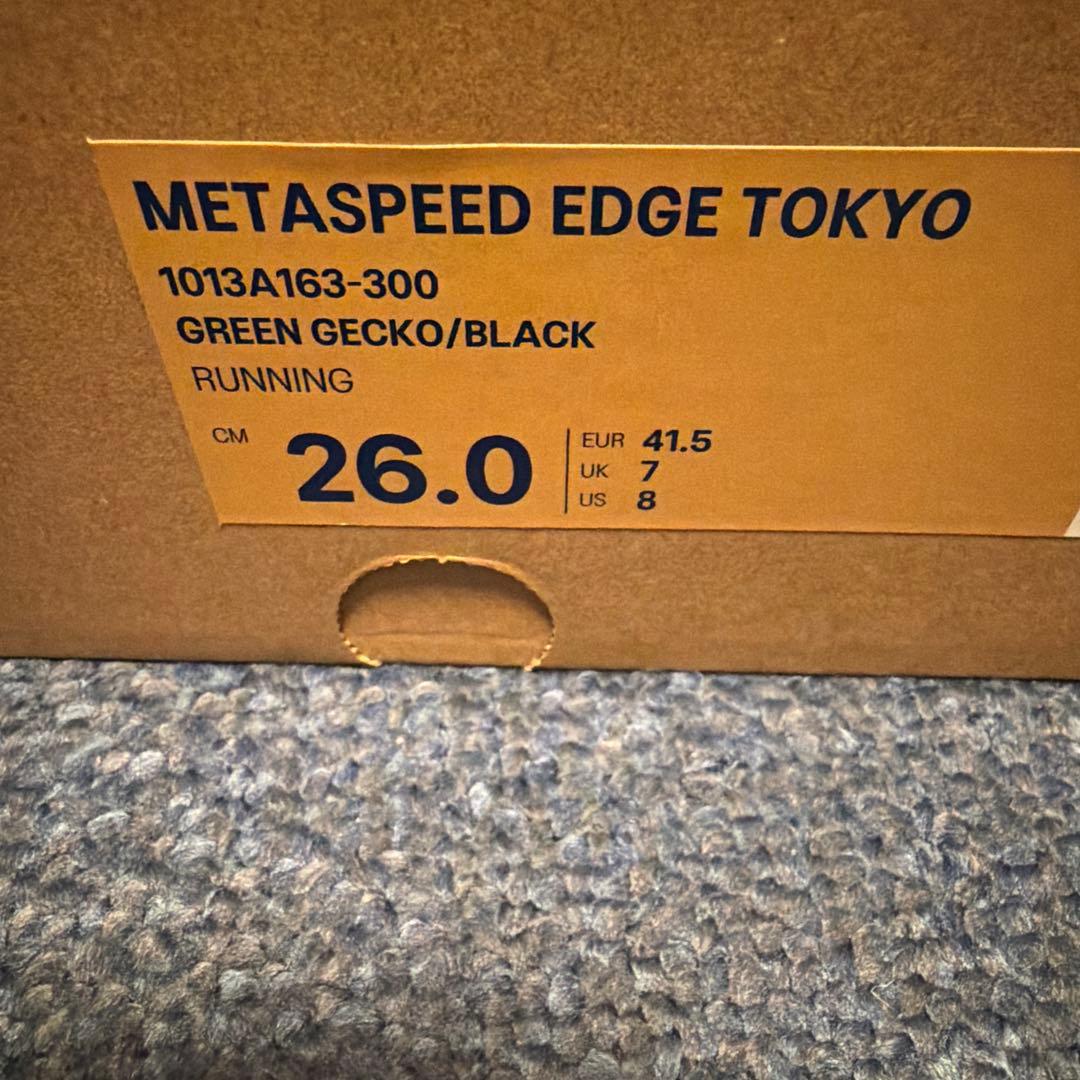 METASPEED EDGE TOKYO
1013A163-300
GREEN GECKO/BLACK
RUNNING
CM 26.0
EUR 41.5
UK 7
US 8